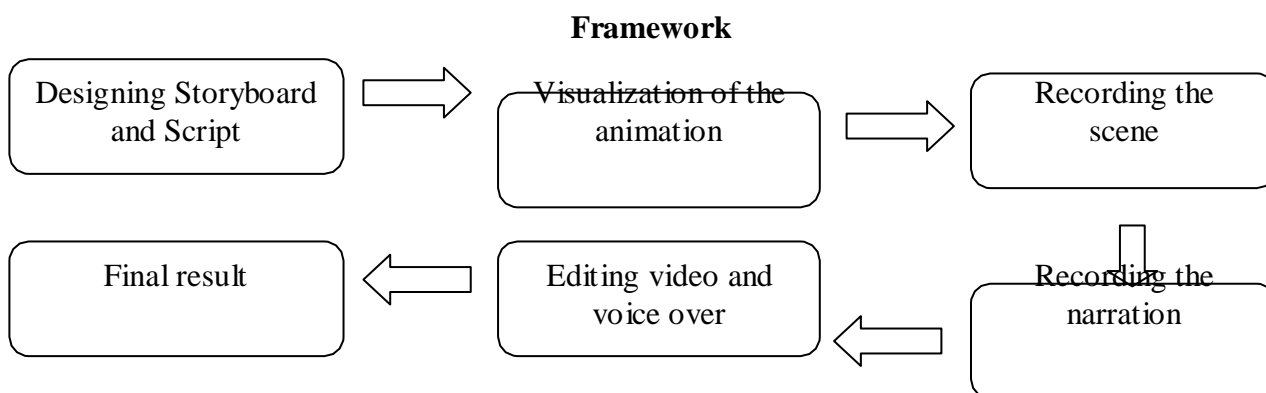 Framework
Designing Storyboard
and Script
Visualization of the
animation
Recording the
scene
Recording the
narration
Editing video and
voice over
Final result